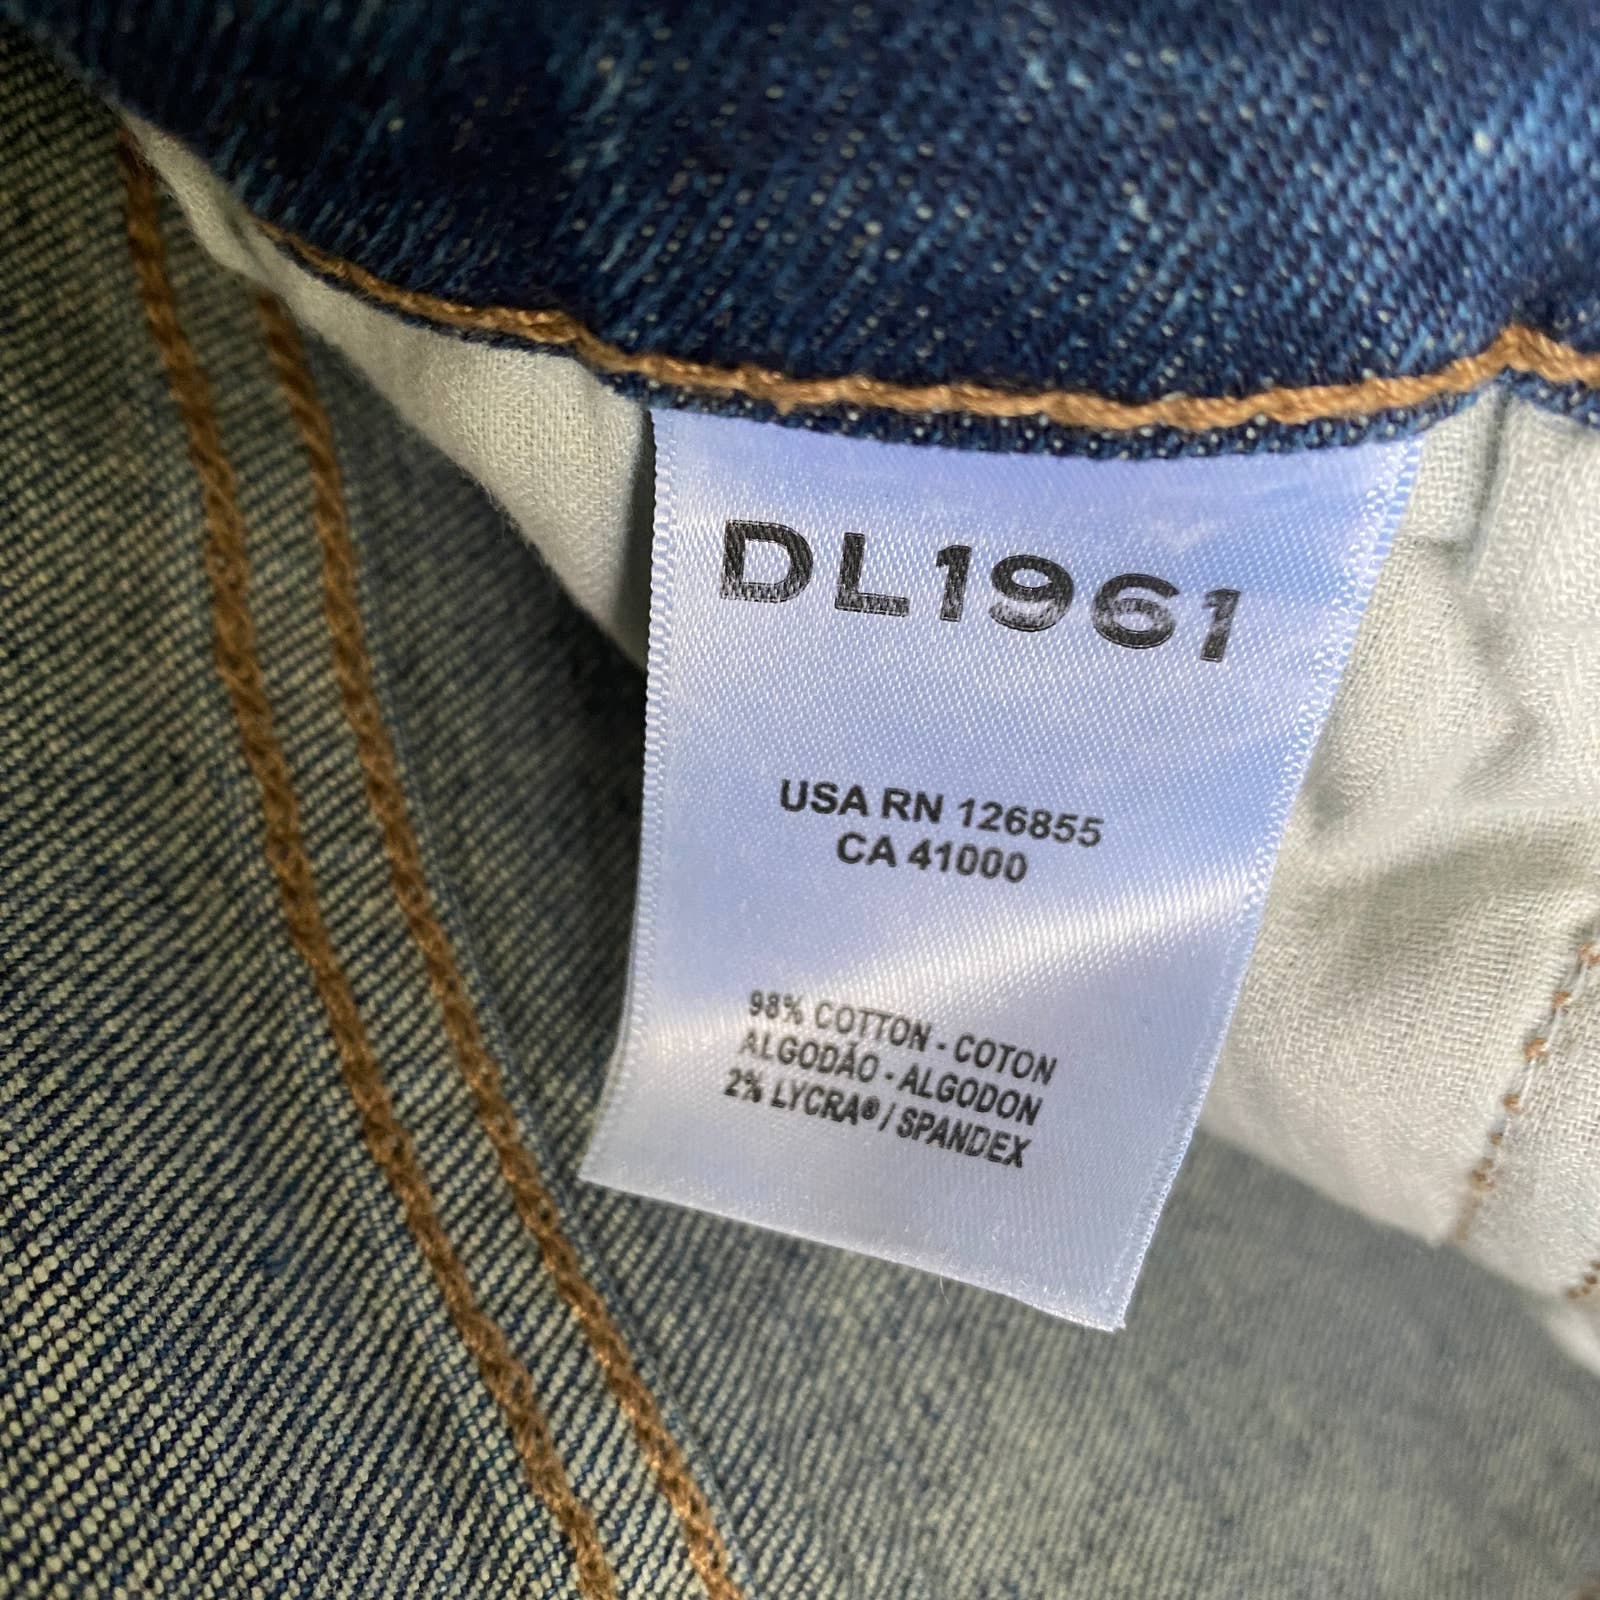 DL1961
USA RN 126855
CA 41000
98% COTTON - COTON
ALGODÃO - ALGODON
2% LYCRA® / SPANDEX